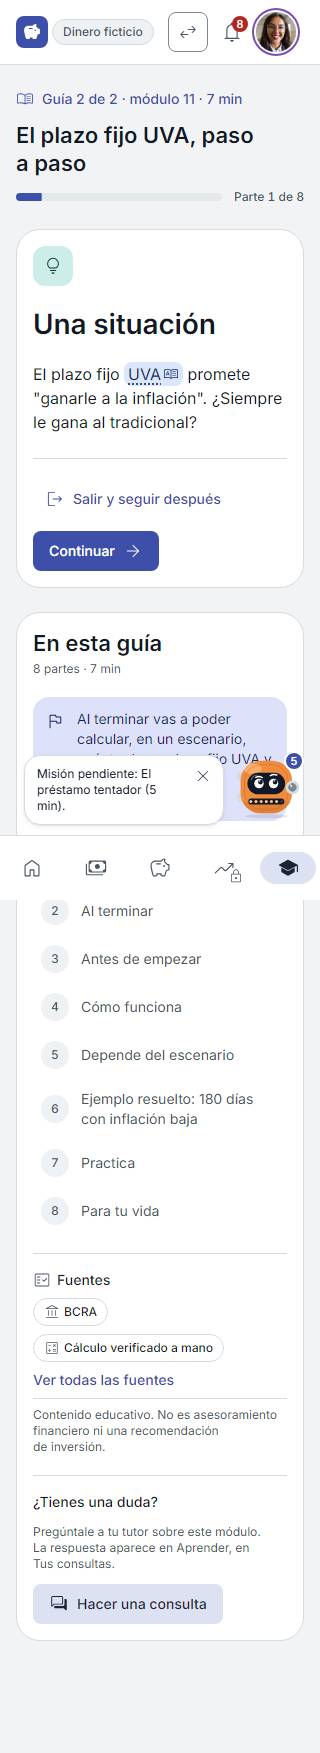 Dinero ficticio
8
Guía 2 de 2 · módulo 11 · 7 min
El plazo fijo UVA, paso
a paso
Parte 1 de 8
Una situación
El plazo fijo UVA promete
"ganarle a la inflación". ¿Siempre
le gana al tradicional?
Salir y seguir después
Continuar
En esta guía
8 partes · 7 min
Al terminar vas a poder
calcular, en un escenario,
fijo UVA y
Misión pendiente: El
préstamo tentador (5
min).
5
2 Al terminar
3 Antes de empezar
4 Cómo funciona
5 Depende del escenario
6 Ejemplo resuelto: 180 días
con inflación baja
7 Practica
8 Para tu vida
Fuentes
BCRA
Cálculo verificado a mano
Ver todas las fuentes
Contenido educativo. No es asesoramiento
financiero ni una recomendación
de inversión.
¿Tienes una duda?
Pregúntale a tu tutor sobre este módulo.
La respuesta aparece en Aprender, en
Tus consultas.
Hacer una consulta